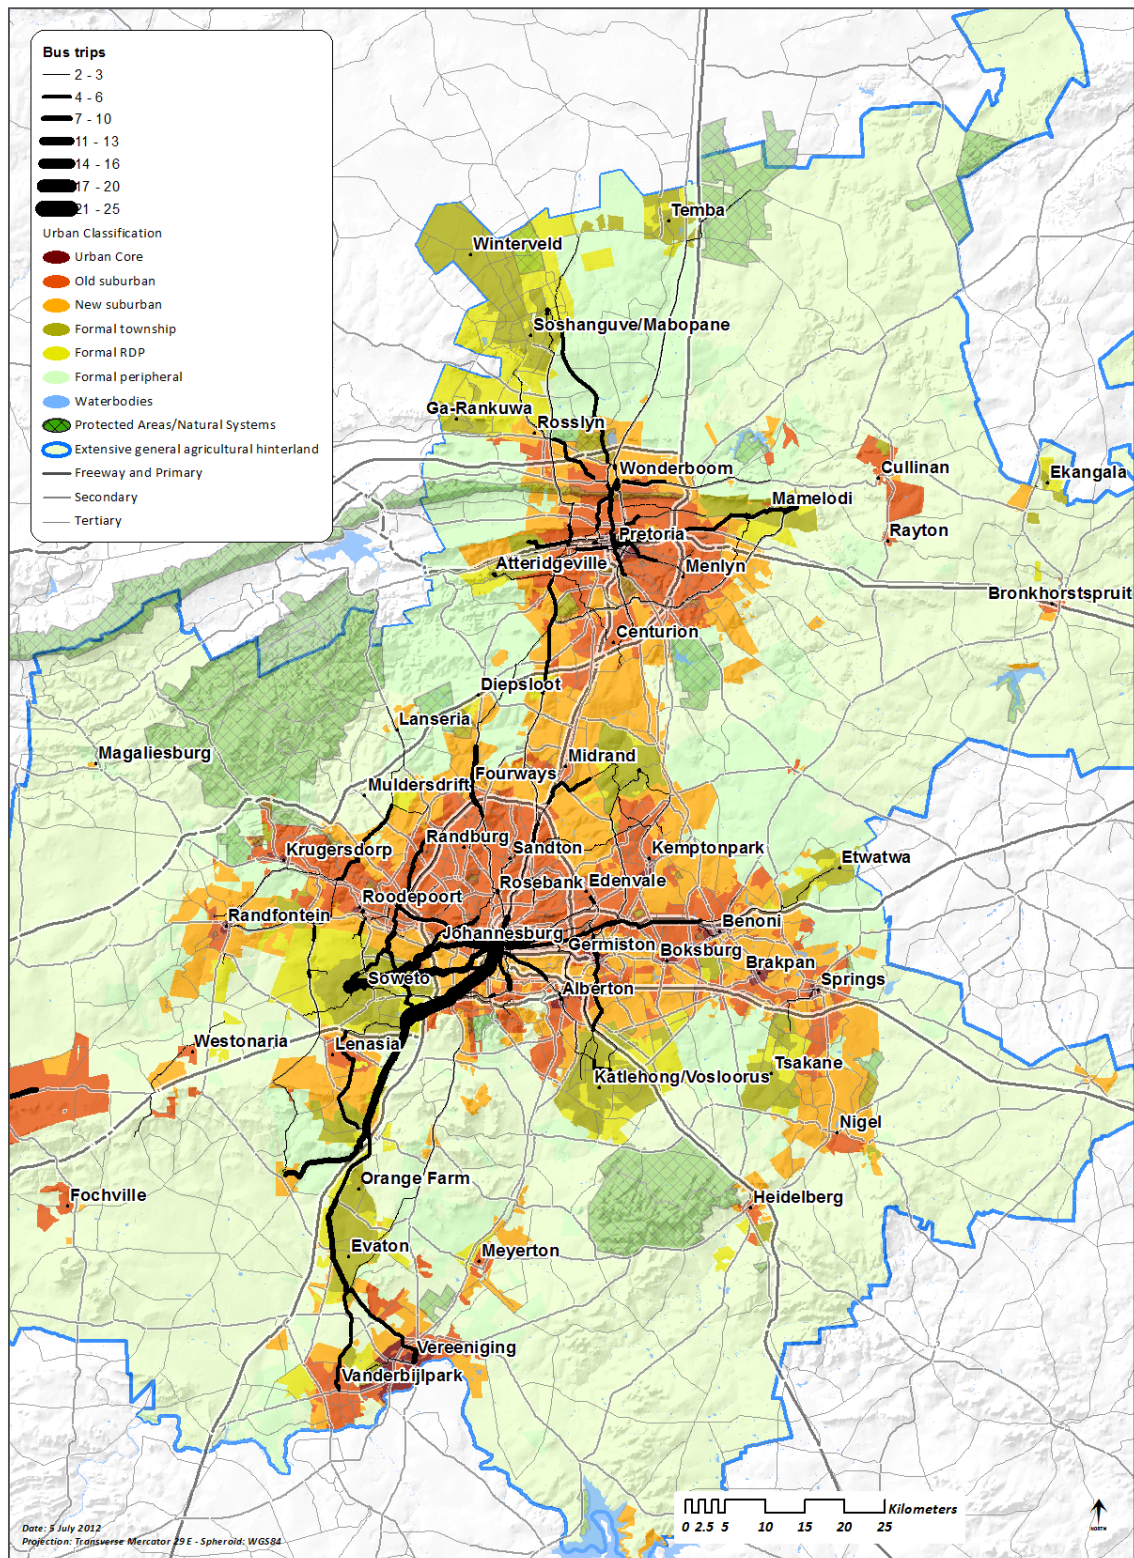 Bus trips
2 - 3
4 - 6
7 - 10
11 - 13
14 - 16
17 - 20
21 - 25
Urban Classification
Urban Core
Old suburban
New suburban
Formal township
Formal RDP
Formal peripheral
Waterbodies
Protected Areas/Natural Systems
Extensive general agricultural hinterland
Freeway and Primary
Secondary
Tertiary
Temba
Winterveld
Soshanguve/Mabopane
Ga-Rankuwa
Rosslyn
Wonderboom
Cullinan
Ekangala
Mamelodi
Pretoria
Rayton
Atteridgeville
Menlyn
Bronkhorstspruit
Centurion
Diepsloot
Lanseria
Magaliesburg
Midrand
Fourways
Muldersdrift
Randburg
Krugersdorp
Sandton
Kemptonpark
Etwatwa
Rosebank
Edenvale
Roodepoort
Randfontein
Benoni
Johannesburg
Germiston
Boksburg
Brakpan
Soweto
Springs
Alberton
Westonaria
Lenasia
Tsakane
Katlehong/Vosloorus
Nigel
Orange Farm
Fochville
Heidelberg
Evaton
Meyerton
Vereeniging
Vanderbijlpark
Kilometers
0 2.5 5 10 15 20 25
NORTH
Date: 5 July 2012
Projection: Transverse Mercator 29E - Spheroid: WGS84